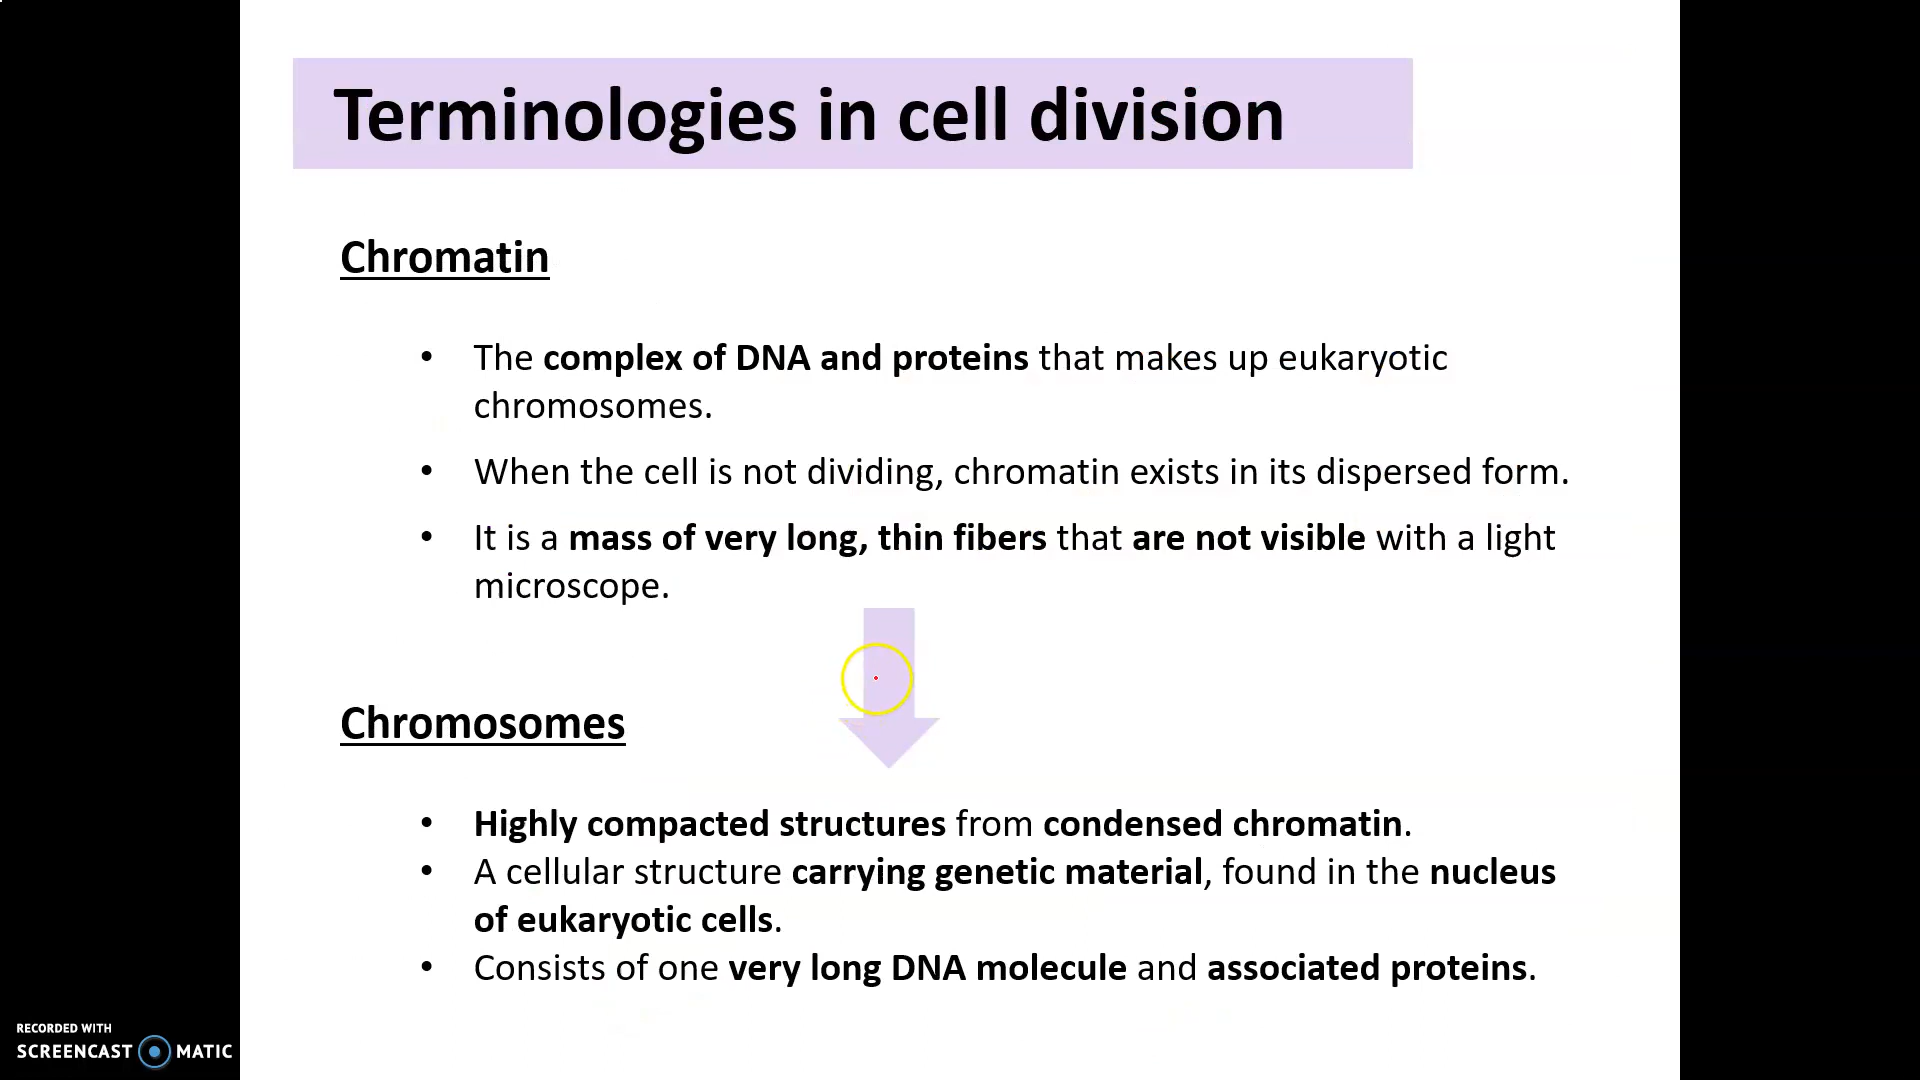 Terminologies in cell division
Chromatin
• The complex of DNA and proteins that makes up eukaryotic
chromosomes.
• When the cell is not dividing, chromatin exists in its dispersed form.
• It is a mass of very long, thin fibers that are not visible with a light
microscope.
Chromosomes
• Highly compacted structures from condensed chromatin.
• A cellular structure carrying genetic material, found in the nucleus
of eukaryotic cells.
• Consists of one very long DNA molecule and associated proteins.
RECORDED WITH
SCREENCAST MATIC